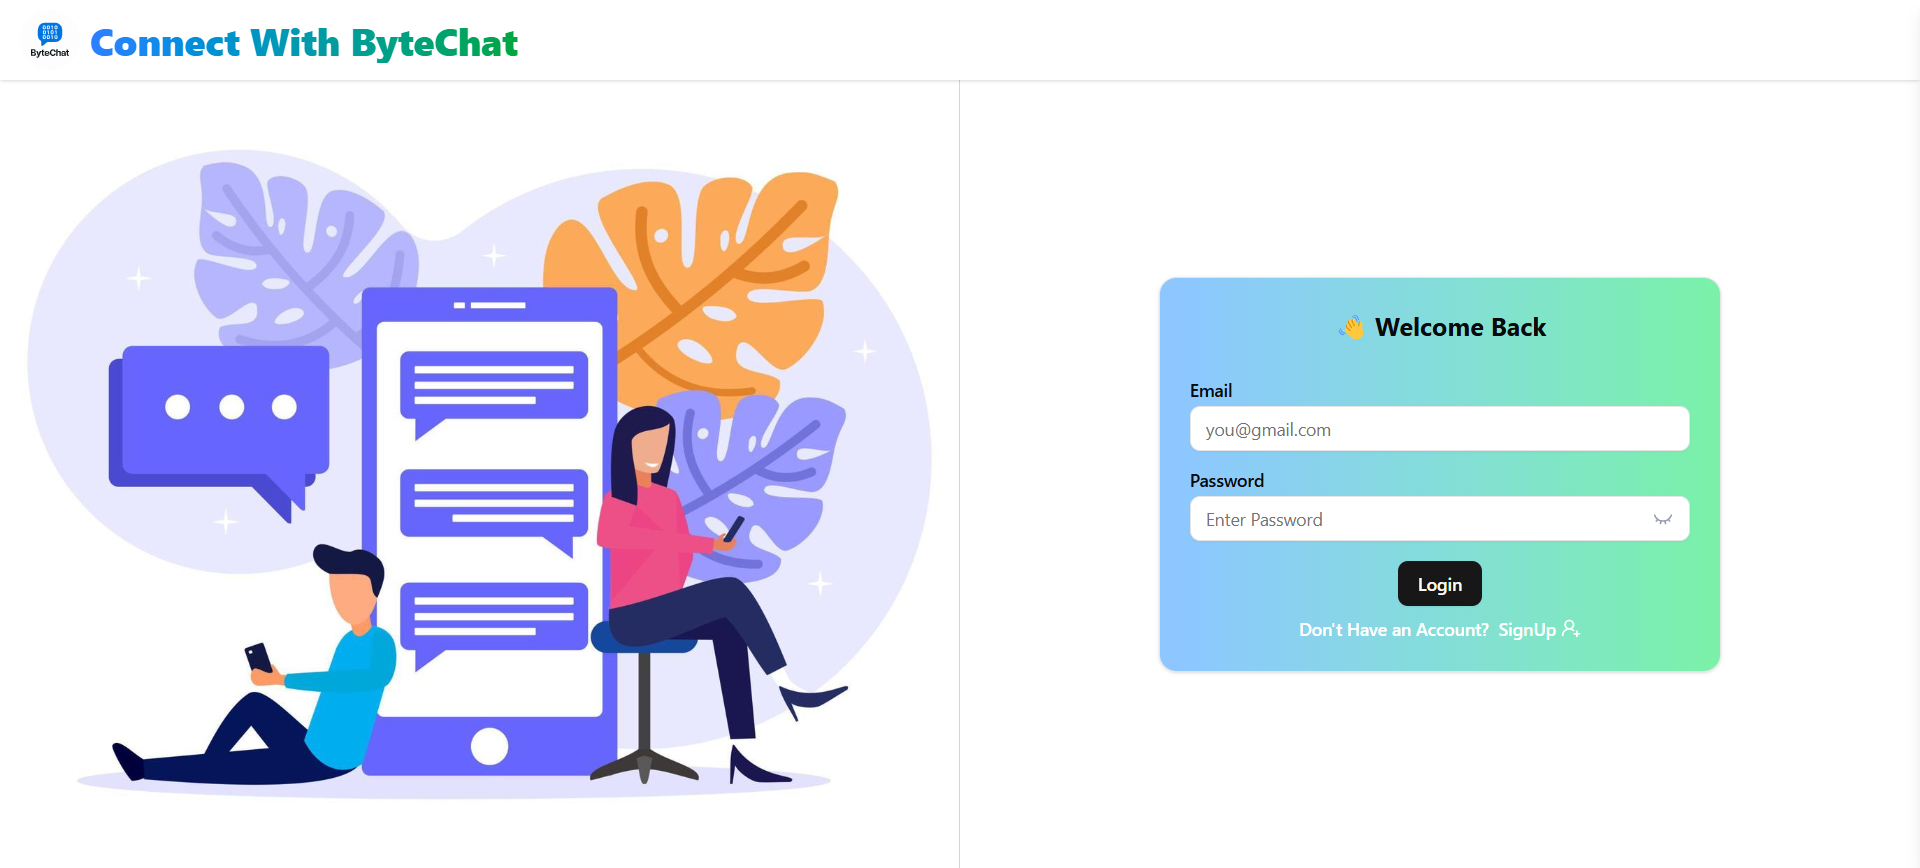 0010
0101
0010
ByteChat
Connect With ByteChat
👋 Welcome Back
Email
you@gmail.com
Password
Enter Password
Login
Don't Have an Account? SignUp